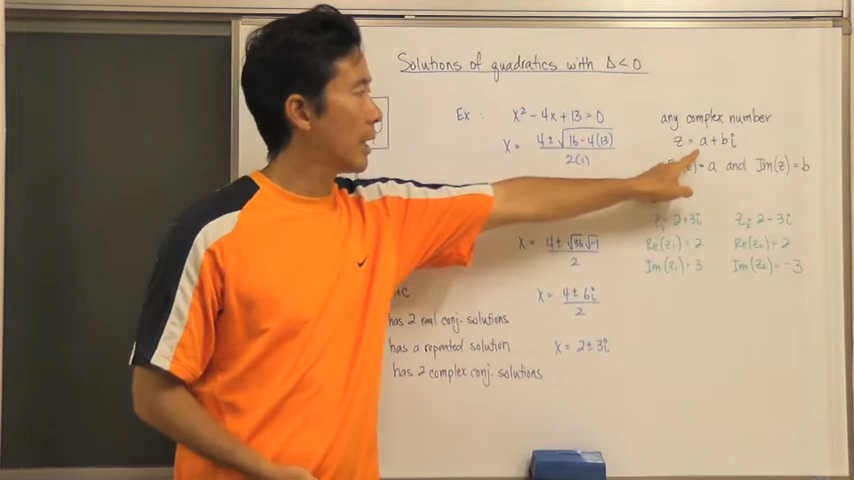 Solutions of quadratics with Δ<0
Ex: x² - 4x + 13 = 0
x = 4 ± √16 - 4(13) / 2(1)
x = 4 ± √36 √-1 / 2
x = 4 ± 6i / 2
x = 2 ± 3i
has 2 real conj. solutions
has a repeated solution
has 2 complex conj. solutions
any complex number
z = a + bi
(z) = a and Im(z) = b
z₁ = 2+3i z₂ = 2-3i
Re(z₁) = 2 Re(z₂) = 2
Im(z₁) = 3 Im(z₂) = -3